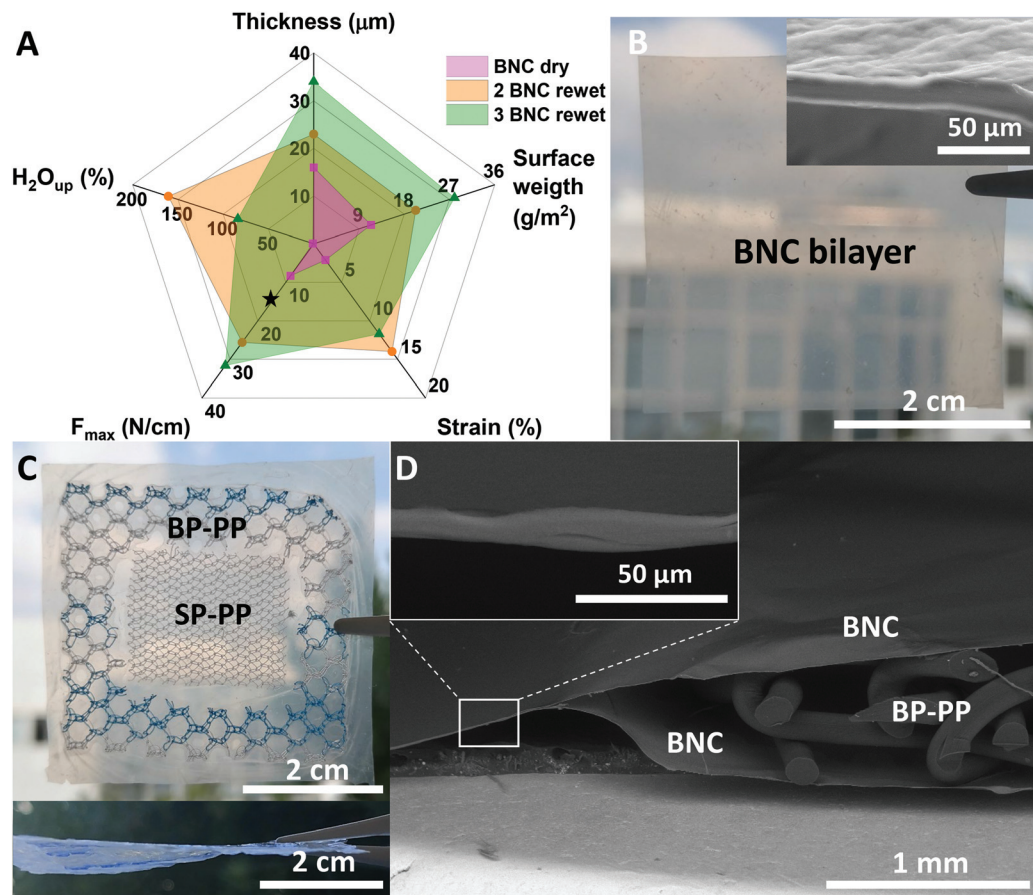 A
Thickness (μm)
40
30
20
10
BNC dry
2 BNC rewet
3 BNC rewet
Surface
weigth
(g/m²)
36
27
18
9
H₂Oup (%)
200
150
100
50
5
10
15
20
Strain (%)
10
20
30
40
Fmax (N/cm)
B
50 μm
BNC bilayer
2 cm
C
BP-PP
SP-PP
2 cm
2 cm
D
50 μm
BNC
BP-PP
BNC
1 mm